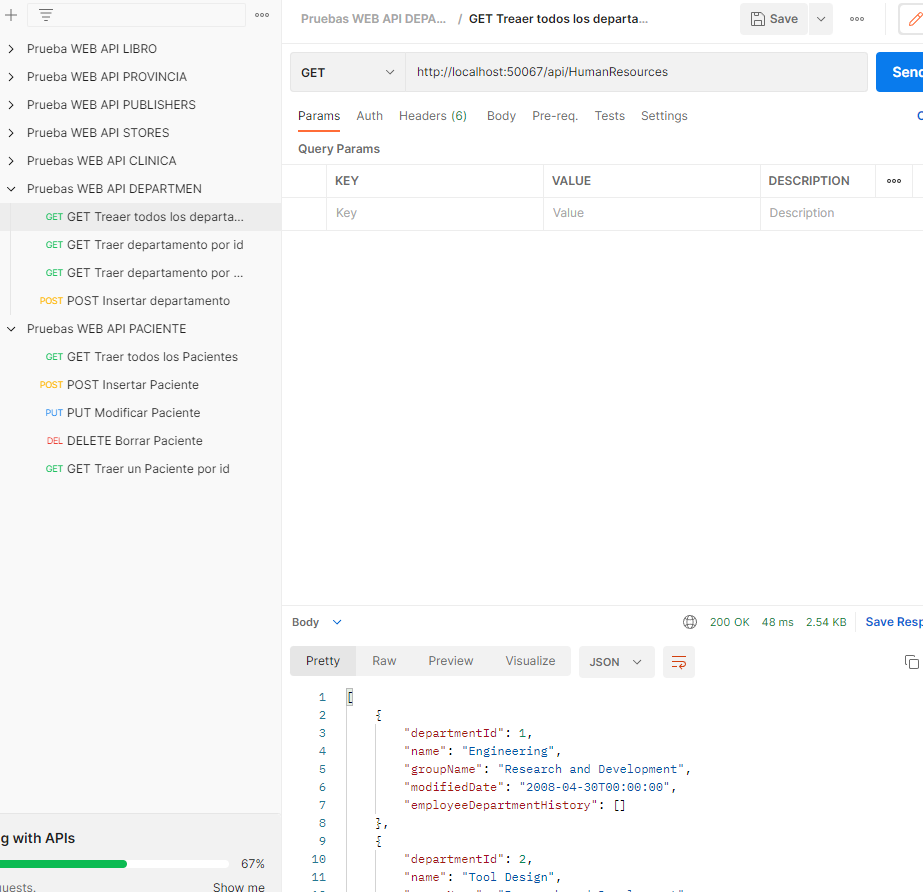 Prueba WEB API LIBRO
Prueba WEB API PROVINCIA
Prueba WEB API PUBLISHERS
Prueba WEB API STORES
Pruebas WEB API CLINICA
Pruebas WEB API DEPARTMEN
GET GET Treaer todos los departa...
GET GET Traer departamento por id
GET GET Traer departamento por ...
POST POST Insertar departamento
Pruebas WEB API PACIENTE
GET GET Traer todos los Pacientes
POST POST Insertar Paciente
PUT PUT Modificar Paciente
DEL DELETE Borrar Paciente
GET GET Traer un Paciente por id
g with APIs
67%
uests.
Show me
Pruebas WEB API DEPA... / GET Treaer todos los departa...
Save
GET http://localhost:50067/api/HumanResources
Send
Params Auth Headers (6) Body Pre-req. Tests Settings
Query Params
KEY VALUE DESCRIPTION
Key Value Description
Body 200 OK 48 ms 2.54 KB Save Resp
Pretty Raw Preview Visualize JSON
1 [
2 {
3 "departmentId": 1,
4 "name": "Engineering",
5 "groupName": "Research and Development",
6 "modifiedDate": "2008-04-30T00:00:00",
7 "employeeDepartmentHistory": []
8 },
9 {
10 "departmentId": 2,
11 "name": "Tool Design",